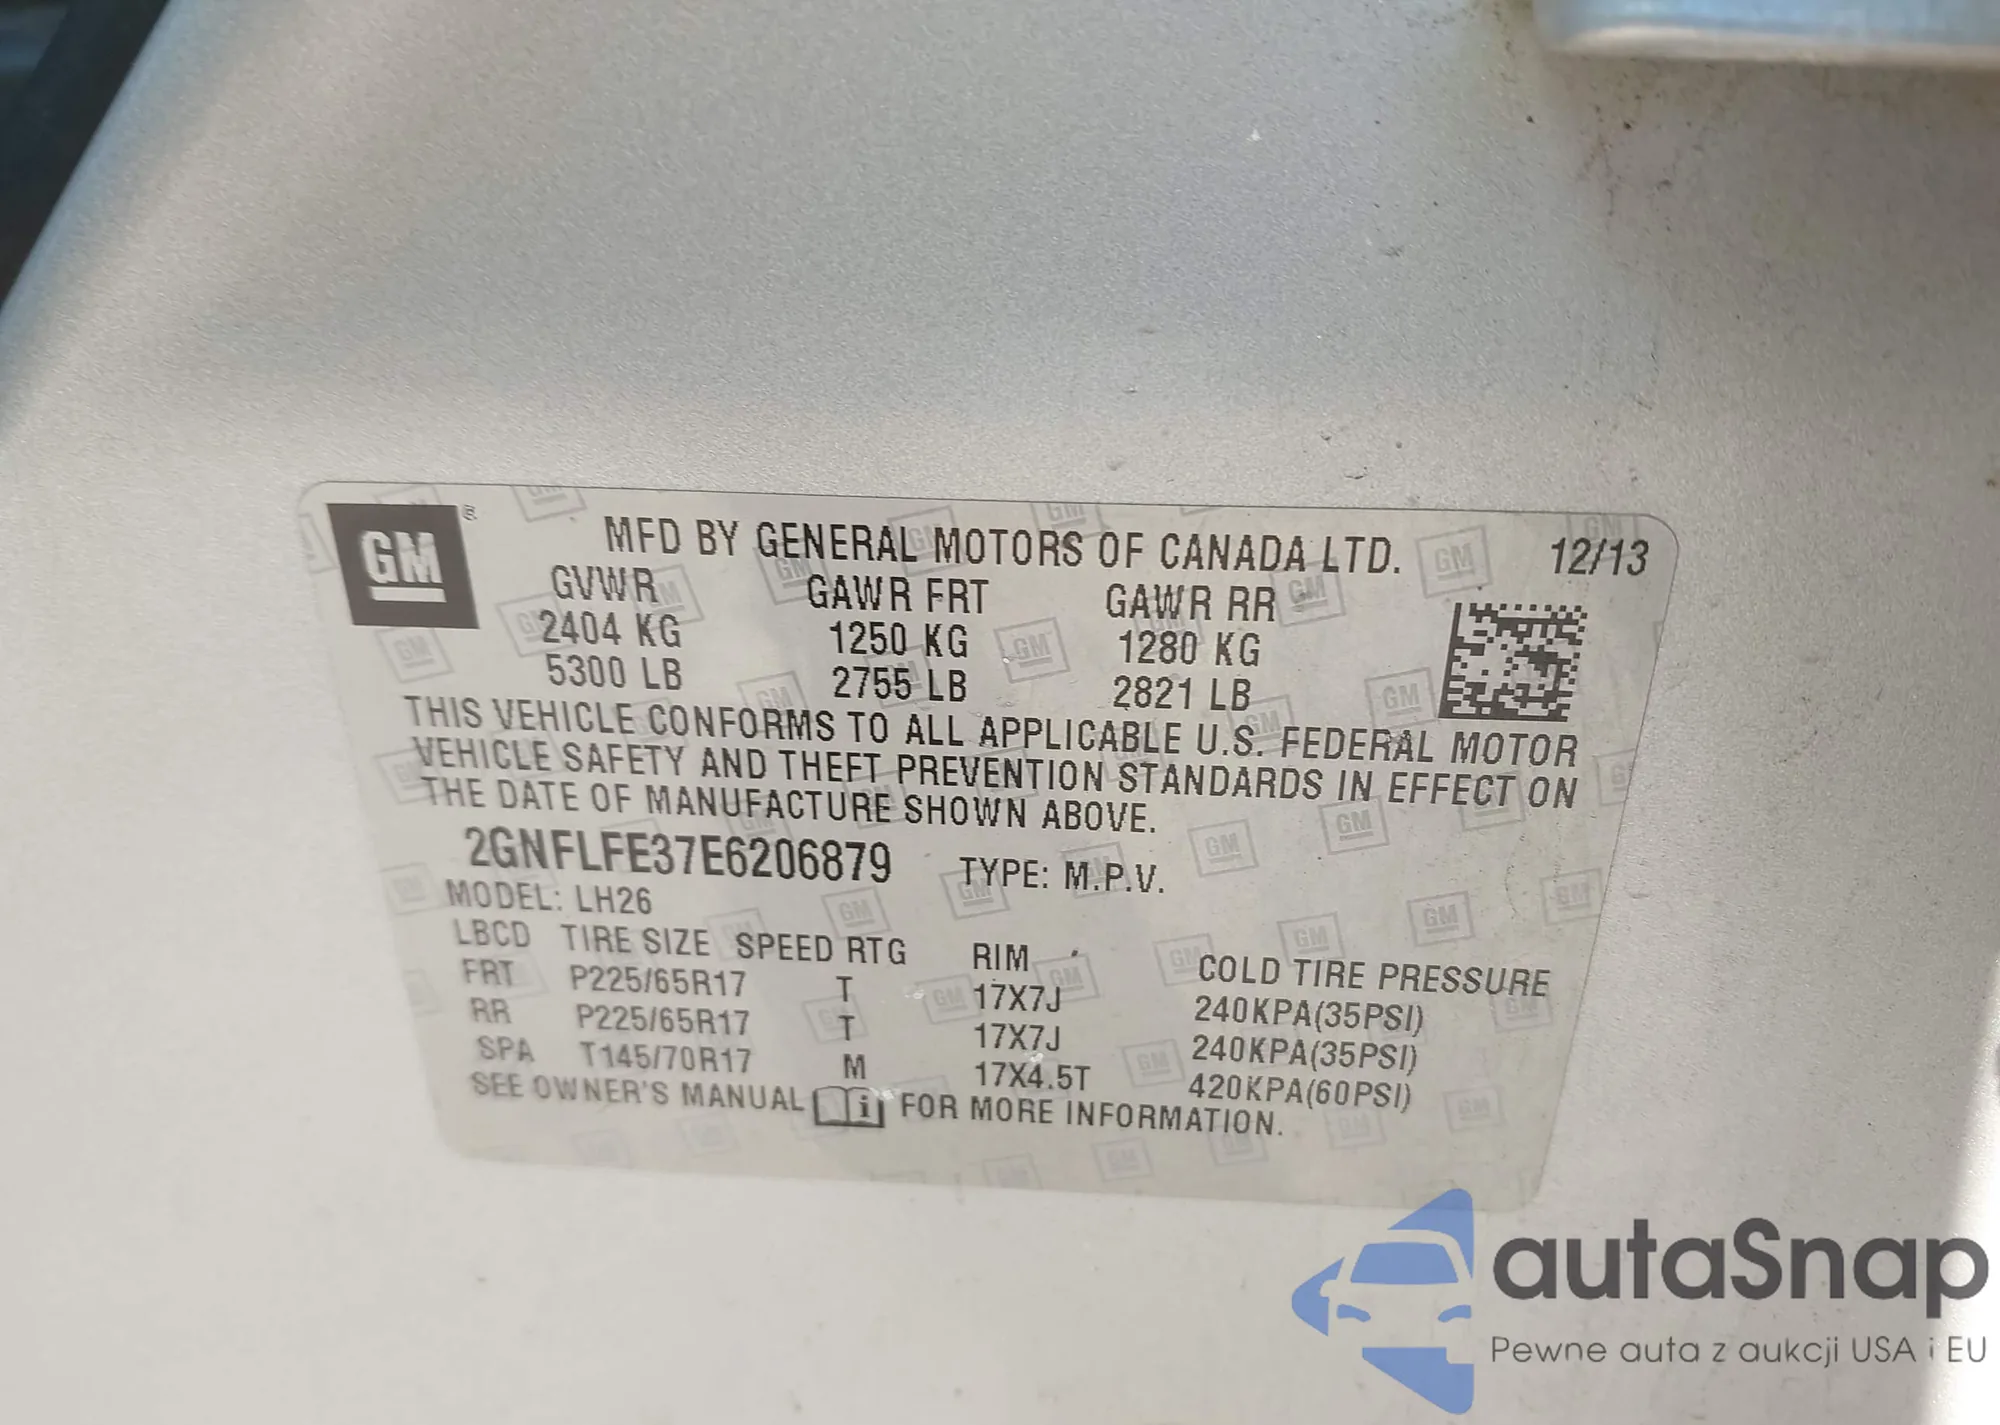 GM ®
MFD BY GENERAL MOTORS OF CANADA LTD. 12/13
GVWR GAWR FRT GAWR RR
2404 KG 1250 KG 1280 KG
5300 LB 2755 LB 2821 LB
THIS VEHICLE CONFORMS TO ALL APPLICABLE U.S. FEDERAL MOTOR
VEHICLE SAFETY AND THEFT PREVENTION STANDARDS IN EFFECT ON
THE DATE OF MANUFACTURE SHOWN ABOVE.
2GNFLFE37E6206879 TYPE: M.P.V.
MODEL: LH26
LBCD TIRE SIZE SPEED RTG RIM COLD TIRE PRESSURE
FRT P225/65R17 T 17X7J 240KPA(35PSI)
RR P225/65R17 T 17X7J 240KPA(35PSI)
SPA T145/70R17 M 17X4.5T 420KPA(60PSI)
SEE OWNER'S MANUAL i FOR MORE INFORMATION.
autaSnap
Pewne auta z aukcji USA i EU